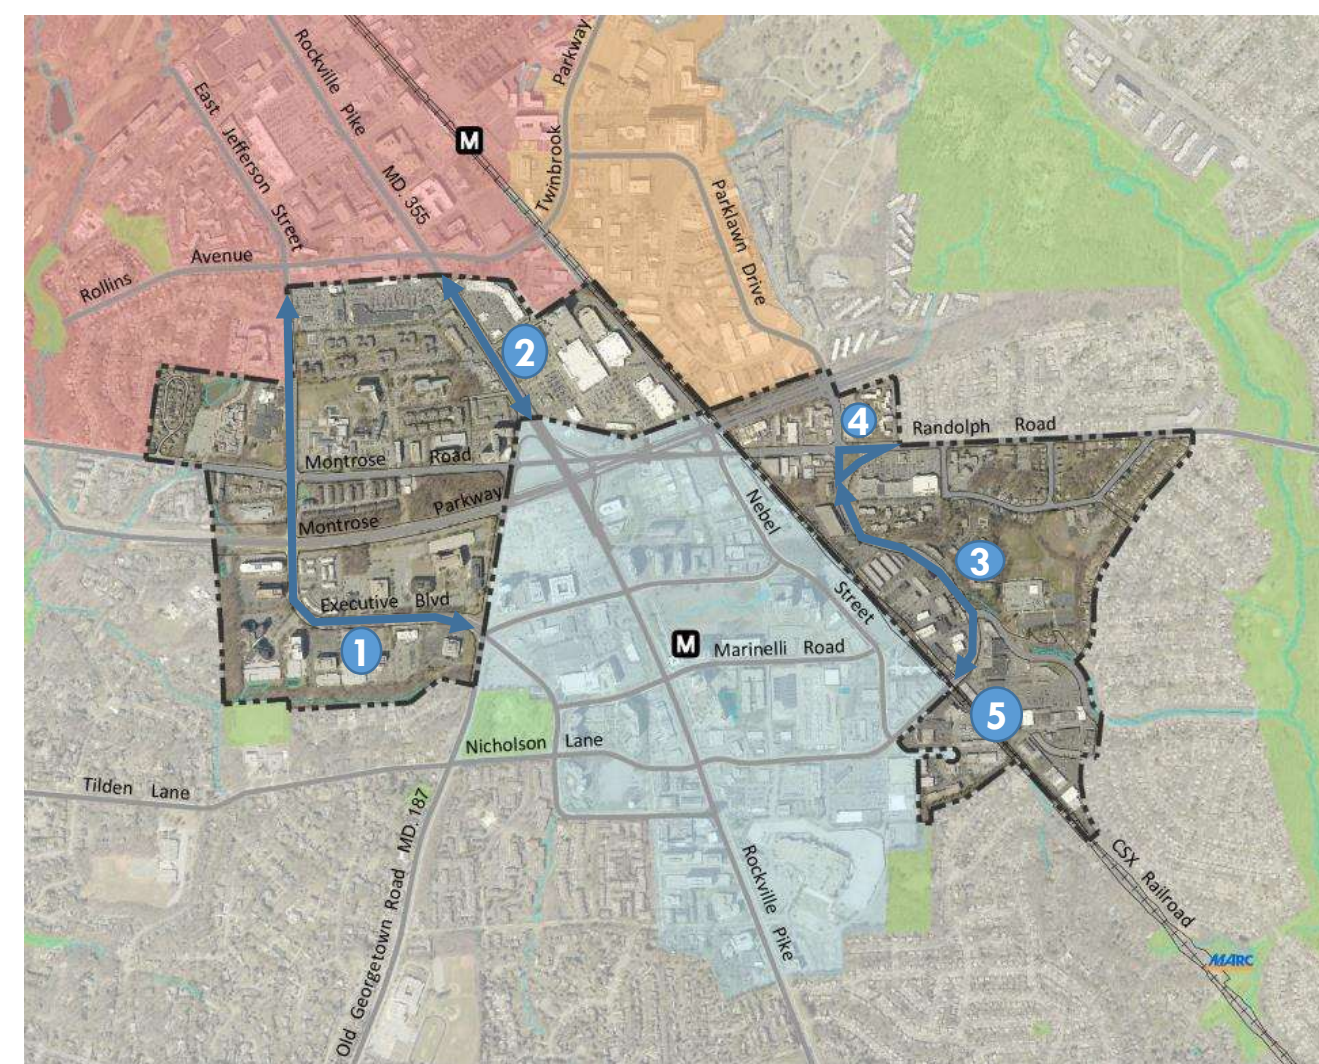 Rockville Pike MD. 355
East Jefferson Street
Twinbrook Parkway
M
Parklawn Drive
Rollins Avenue
2
4
Randolph Road
Montrose Road
Montrose Parkway
Nebel Street
3
Executive Blvd
1
M
Marinelli Road
5
Nicholson Lane
Tilden Lane
Old Georgetown Road MD. 187
Rockville Pike
CSX Railroad
MARC